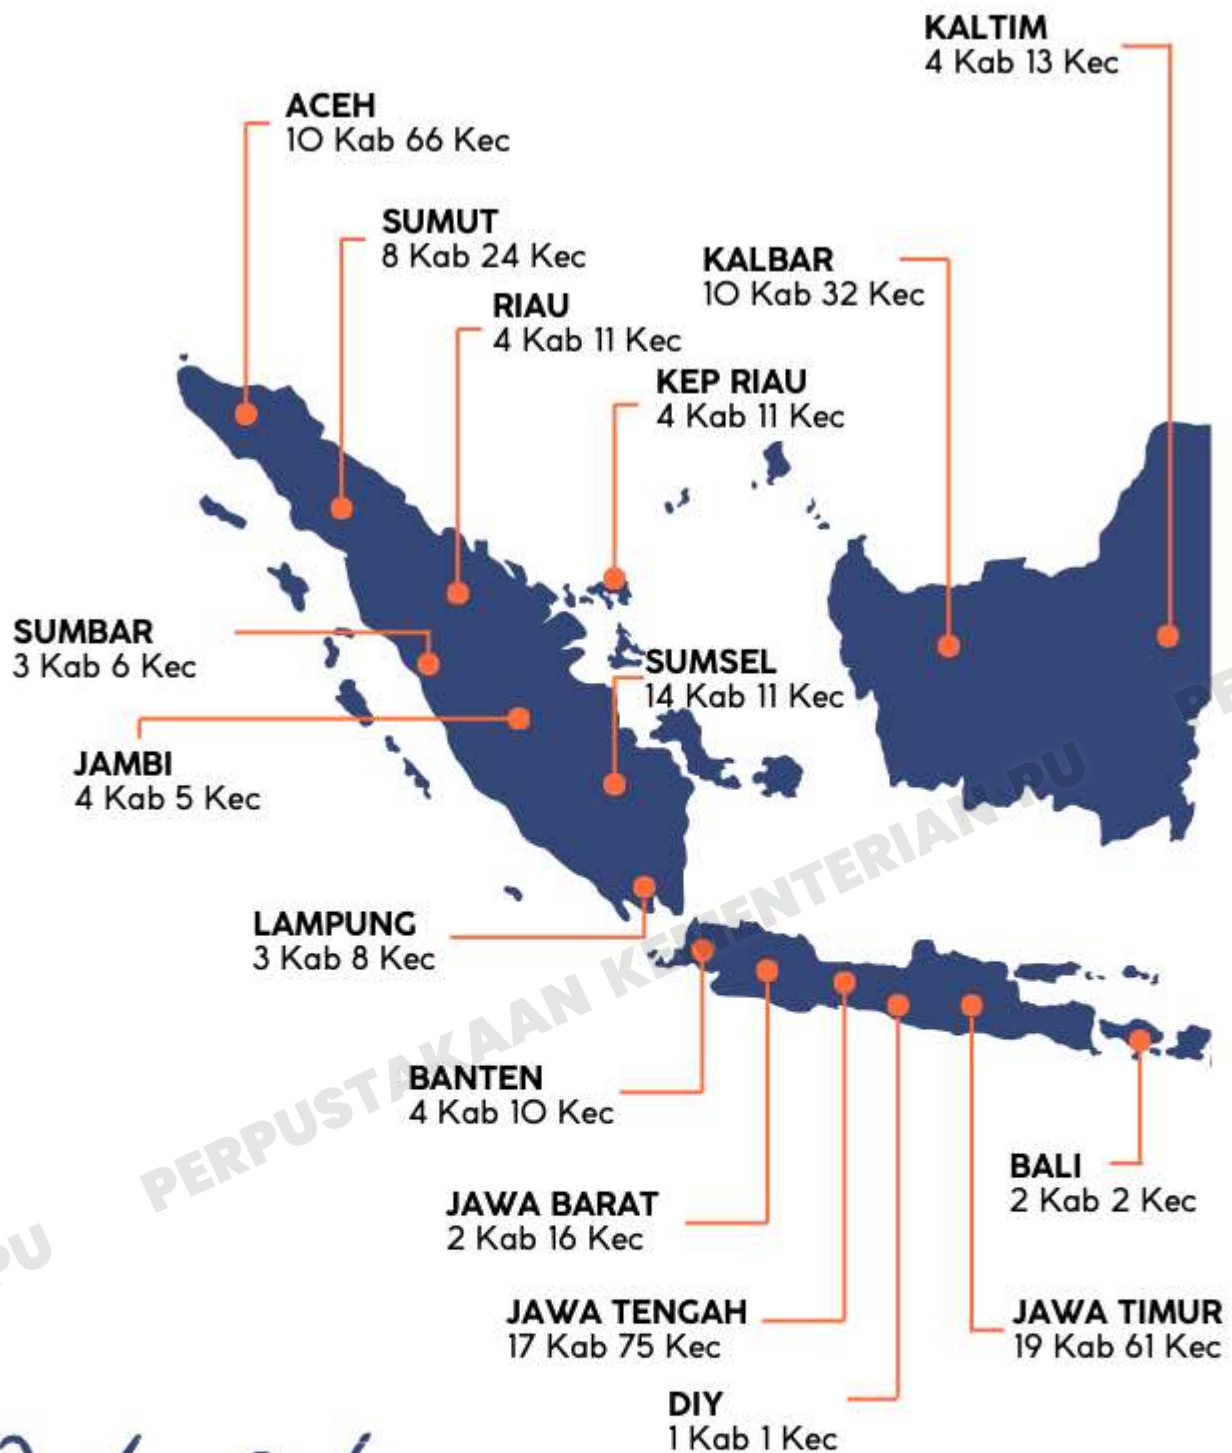 KALTIM
4 Kab 13 Kec
ACEH
10 Kab 66 Kec
SUMUT
8 Kab 24 Kec
KALBAR
10 Kab 32 Kec
RIAU
4 Kab 11 Kec
KEP RIAU
4 Kab 11 Kec
SUMBAR
3 Kab 6 Kec
SUMSEL
14 Kab 11 Kec
JAMBI
4 Kab 5 Kec
LAMPUNG
3 Kab 8 Kec
BANTEN
4 Kab 10 Kec
BALI
2 Kab 2 Kec
JAWA BARAT
2 Kab 16 Kec
JAWA TENGAH
17 Kab 75 Kec
JAWA TIMUR
19 Kab 61 Kec
DIY
1 Kab 1 Kec
PERPUSTAKAAN KEMENTERIAN PU
PE
PU